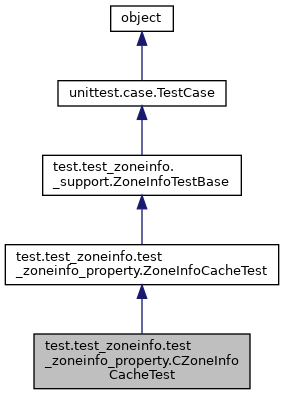 object
unittest.case.TestCase
test.test_zoneinfo.
_support.ZoneInfoTestBase
test.test_zoneinfo.test
_zoneinfo_property.ZoneInfoCacheTest
test.test_zoneinfo.test
_zoneinfo_property.CZoneInfo
CacheTest